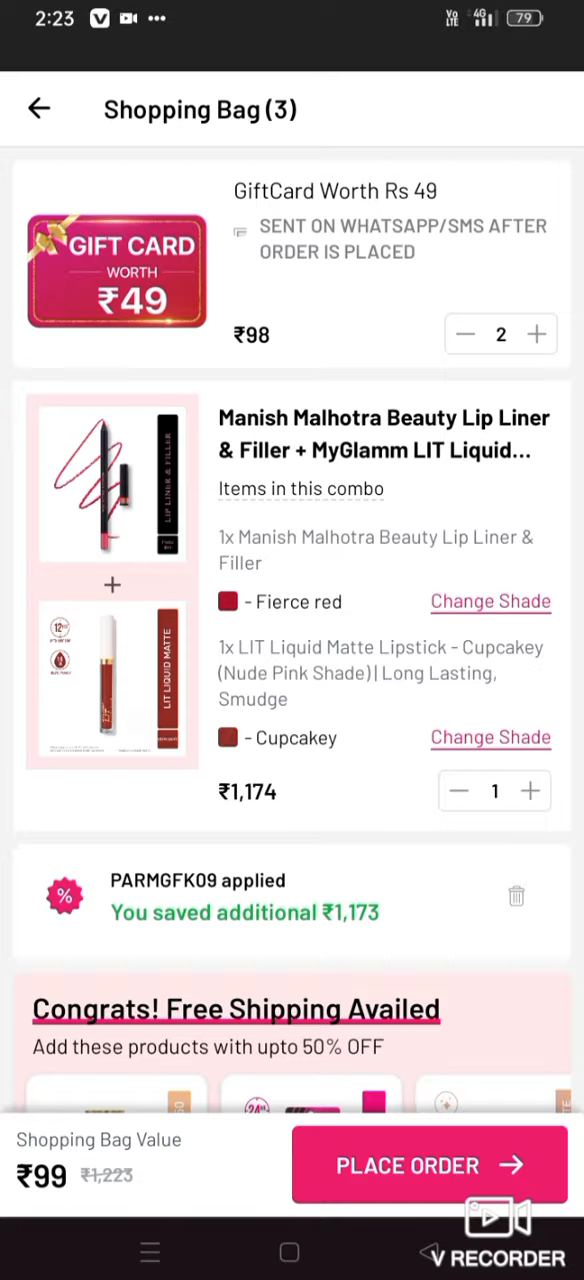 2:23
Vo
LTE
4G
79
Shopping Bag (3)
GiftCard Worth Rs 49
SENT ON WHATSAPP/SMS AFTER
ORDER IS PLACED
GIFT CARD
WORTH
₹49
₹98
2
Manish Malhotra Beauty Lip Liner
& Filler + MyGlamm LIT Liquid...
Items in this combo
1x Manish Malhotra Beauty Lip Liner &
Filler
- Fierce red
Change Shade
1x LIT Liquid Matte Lipstick - Cupcakey
(Nude Pink Shade)| Long Lasting,
Smudge
- Cupcakey
Change Shade
₹1,174
1
LIP LINER & FILLER
+
12
LIT LIQUID MATTE
PARMGFK09 applied
You saved additional ₹1,173
Congrats! Free Shipping Availed
Add these products with upto 50% OFF
24
Shopping Bag Value
₹99 ₹1,223
PLACE ORDER
V RECORDER